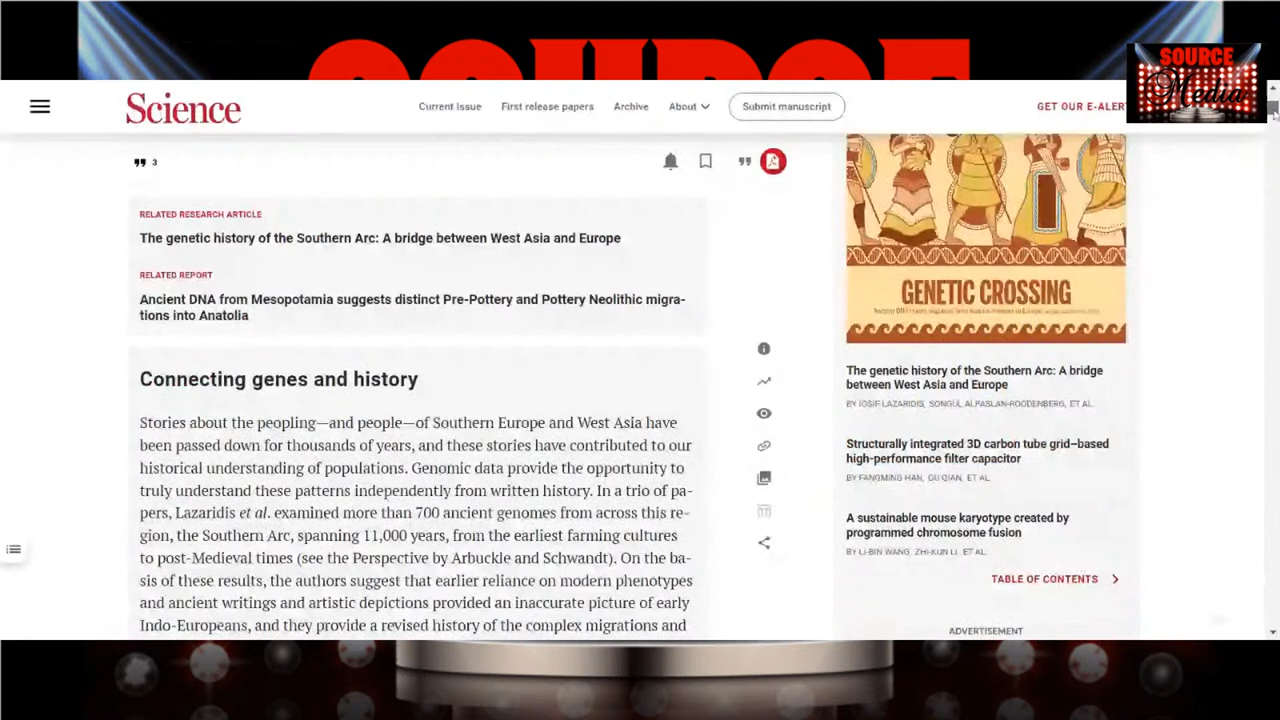 SOURCE
SOURCE
Media
Science
Current Issue
First release papers
Archive
About
Submit manuscript
GET OUR E-ALERT
3
RELATED RESEARCH ARTICLE
The genetic history of the Southern Arc: A bridge between West Asia and Europe
RELATED REPORT
Ancient DNA from Mesopotamia suggests distinct Pre-Pottery and Pottery Neolithic migra-
tions into Anatolia
Connecting genes and history
Stories about the peopling—and people—of Southern Europe and West Asia have
been passed down for thousands of years, and these stories have contributed to our
historical understanding of populations. Genomic data provide the opportunity to
truly understand these patterns independently from written history. In a trio of pa-
pers, Lazaridis et al. examined more than 700 ancient genomes from across this re-
gion, the Southern Arc, spanning 11,000 years, from the earliest farming cultures
to post-Medieval times (see the Perspective by Arbuckle and Schwandt). On the ba-
sis of these results, the authors suggest that earlier reliance on modern phenotypes
and ancient writings and artistic depictions provided an inaccurate picture of early
Indo-Europeans, and they provide a revised history of the complex migrations and
GENETIC CROSSING
The genetic history of the Southern Arc: A bridge
between West Asia and Europe
BY IOSIF LAZARIDIS, SONGÜL ALPASLAN-ROODENBERG, ET AL.
Structurally integrated 3D carbon tube grid–based
high-performance filter capacitor
BY FANGMING HAN, OU QIAN, ET AL.
A sustainable mouse karyotype created by
programmed chromosome fusion
BY LI-BIN WANG, ZHI-KUN LI, ET AL.
TABLE OF CONTENTS
ADVERTISEMENT